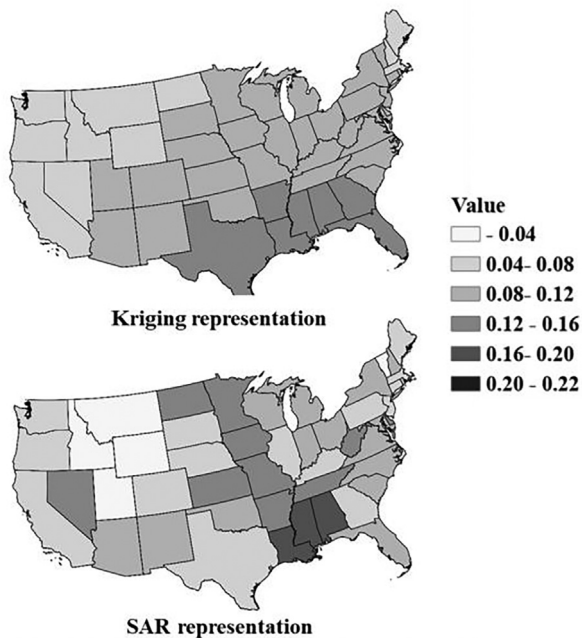 Kriging representation
Value
- 0.04
0.04- 0.08
0.08- 0.12
0.12 - 0.16
0.16- 0.20
0.20 - 0.22
SAR representation